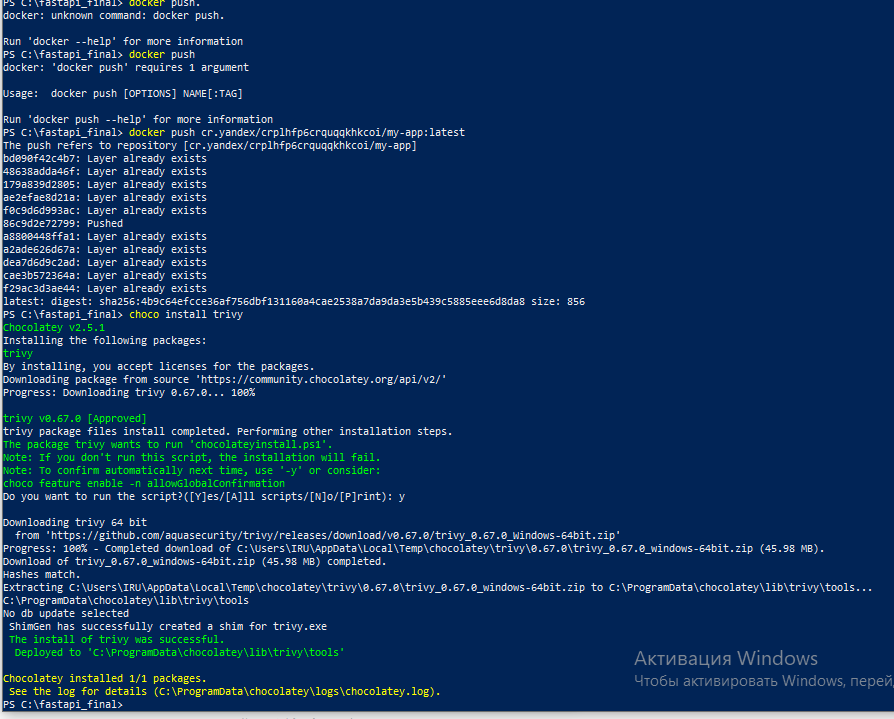 PS C:\fastapi_final> docker push.
docker: unknown command: docker push.
Run 'docker --help' for more information
PS C:\fastapi_final> docker push
docker: 'docker push' requires 1 argument
Usage:  docker push [OPTIONS] NAME[:TAG]
Run 'docker push --help' for more information
PS C:\fastapi_final> docker push cr.yandex/crplhfp6crquqqkhkcoi/my-app:latest
The push refers to repository [cr.yandex/crplhfp6crquqqkhkcoi/my-app]
bd090f42c4b7: Layer already exists
48638adda46f: Layer already exists
179a839d2805: Layer already exists
ae2efae8d21a: Layer already exists
f0c9d6d993ac: Layer already exists
86c9d2e72799: Pushed
a8800448ffa1: Layer already exists
a2ade626d67a: Layer already exists
dea7d6d9c2ad: Layer already exists
cae3b572364a: Layer already exists
f29ac3d3ae44: Layer already exists
latest: digest: sha256:4b9c64efcce36af756dbf131160a4cae2538a7da9da3e5b439c5885eee6d8da8 size: 856
PS C:\fastapi_final> choco install trivy
Chocolatey v2.5.1
Installing the following packages:
trivy
By installing, you accept licenses for the packages.
Downloading package from source 'https://community.chocolatey.org/api/v2/'
Progress: Downloading trivy 0.67.0... 100%
trivy v0.67.0 [Approved]
trivy package files install completed. Performing other installation steps.
The package trivy wants to run 'chocolateyinstall.ps1'.
Note: If you don't run this script, the installation will fail.
Note: To confirm automatically next time, use '-y' or consider:
choco feature enable -n allowGlobalConfirmation
Do you want to run the script?([Y]es/[A]ll scripts/[N]o/[P]rint): y
Downloading trivy 64 bit
from 'https://github.com/aquasecurity/trivy/releases/download/v0.67.0/trivy_0.67.0_Windows-64bit.zip'
Progress: 100% - Completed download of C:\Users\IRU\AppData\Local\Temp\chocolatey\trivy\0.67.0\trivy_0.67.0_windows-64bit.zip (45.98 MB).
Download of trivy_0.67.0_windows-64bit.zip (45.98 MB) completed.
Hashes match.
Extracting C:\Users\IRU\AppData\Local\Temp\chocolatey\trivy\0.67.0\trivy_0.67.0_windows-64bit.zip to C:\ProgramData\chocolatey\lib\trivy\tools...
C:\ProgramData\chocolatey\lib\trivy\tools
No db update selected
ShimGen has successfully created a shim for trivy.exe
The install of trivy was successful.
Deployed to 'C:\ProgramData\chocolatey\lib\trivy\tools'
Chocolatey installed 1/1 packages.
See the log for details (C:\ProgramData\chocolatey\logs\chocolatey.log).
PS C:\fastapi_final>
Активация Windows
Чтобы активировать Windows, перей